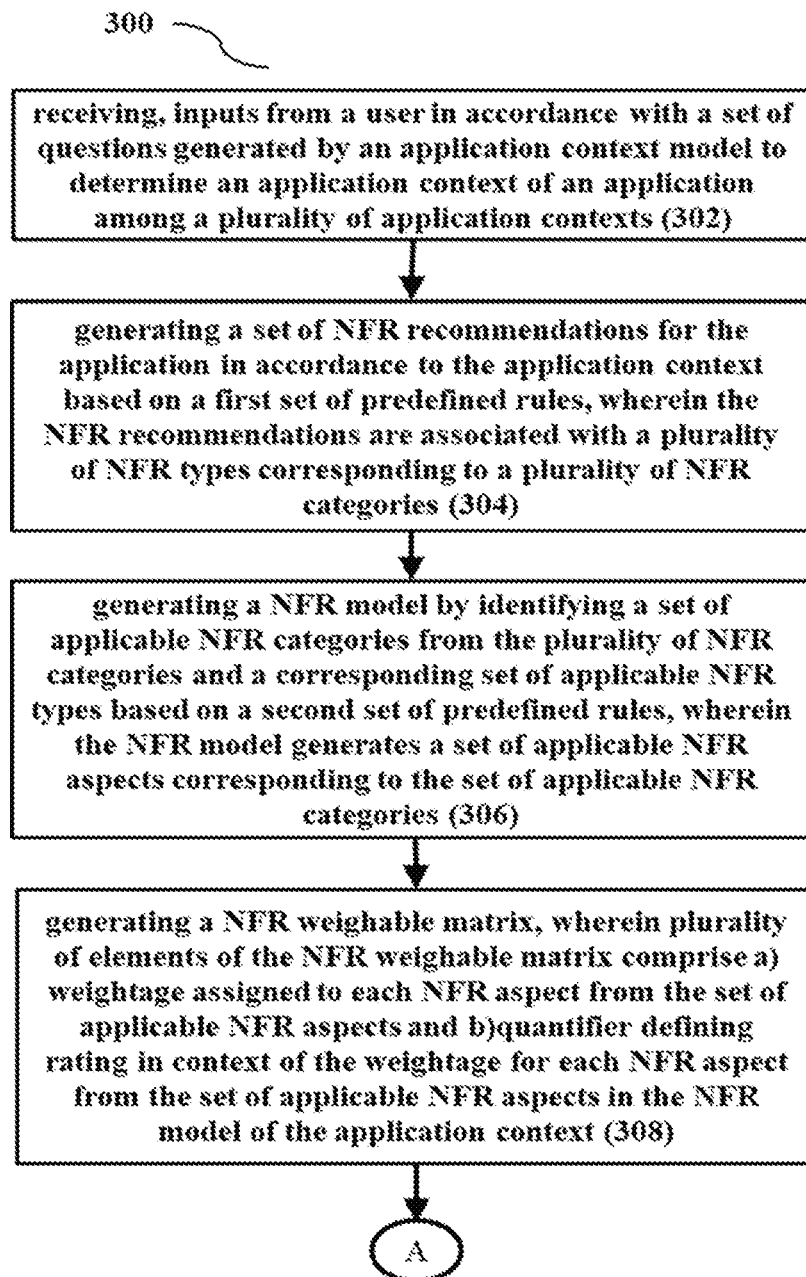 300
receiving, inputs from a user in accordance with a set of
questions generated by an application context model to
determine an application context of an application
among a plurality of application contexts (302)
generating a set of NFR recommendations for the
application in accordance to the application context
based on a first set of predefined rules, wherein the
NFR recommendations are associated with a plurality
of NFR types corresponding to a plurality of NFR
categories (304)
generating a NFR model by identifying a set of
applicable NFR categories from the plurality of NFR
categories and a corresponding set of applicable NFR
types based on a second set of predefined rules, wherein
the NFR model generates a set of applicable NFR
aspects corresponding to the set of applicable NFR
categories (306)
generating a NFR weighable matrix, wherein plurality
of elements of the NFR weighable matrix comprise a)
weightage assigned to each NFR aspect from the set of
applicable NFR aspects and b)quantifier defining
rating in context of the weightage for each NFR aspect
from the set of applicable NFR aspects in the NFR
model of the application context (308)
A